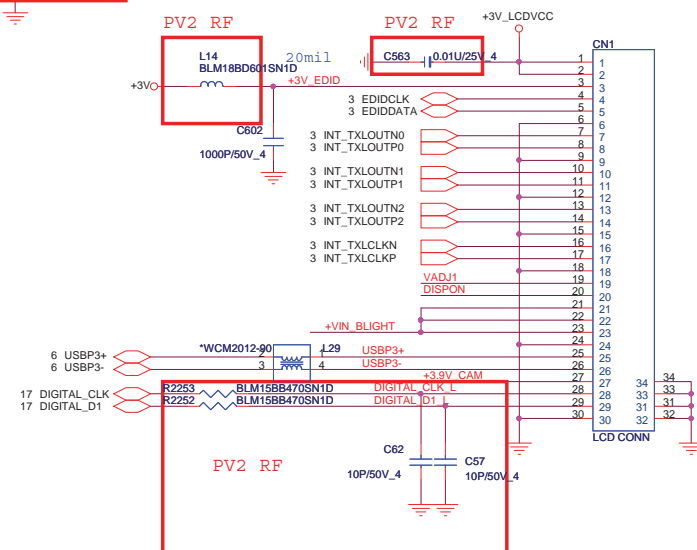 PV2 RF
PV2 RF
+3V_LCDVCC
L14
BLM18BD601SN1D
20mil
C563
0.01U/25V_4
CN1
+3V
+3V_EDID
3 EDIDCLK
3 EDIDDATA
C602
1000P/50V_4
3 INT_TXLOUTN0
3 INT_TXLOUTP0
3 INT_TXLOUTN1
3 INT_TXLOUTP1
3 INT_TXLOUTN2
3 INT_TXLOUTP2
3 INT_TXLCLKN
3 INT_TXLCLKP
VADJ1
DISPON
+VIN_BLIGHT
*WCM2012-90
L29
2 1
3 4
6 USBP3+
6 USBP3-
USBP3+
USBP3-
+3.9V_CAM
17 DIGITAL_CLK
17 DIGITAL_D1
R2253
BLM15BB470SN1D
DIGITAL_CLK_L
R2252
BLM15BB470SN1D
DIGITAL_D1_L
PV2 RF
C62
10P/50V_4
C57
10P/50V_4
1 1
2 2
3 3
4 4
5 5
6 6
7 7
8 8
9 9
10 10
11 11
12 12
13 13
14 14
15 15
16 16
17 17
18 18
19 19
20 20
21 21
22 22
23 23
24 24
25 25
26 26
27 27
28 28
29 29
30 30
34 34
33 33
31 31
32 32
LCD CONN